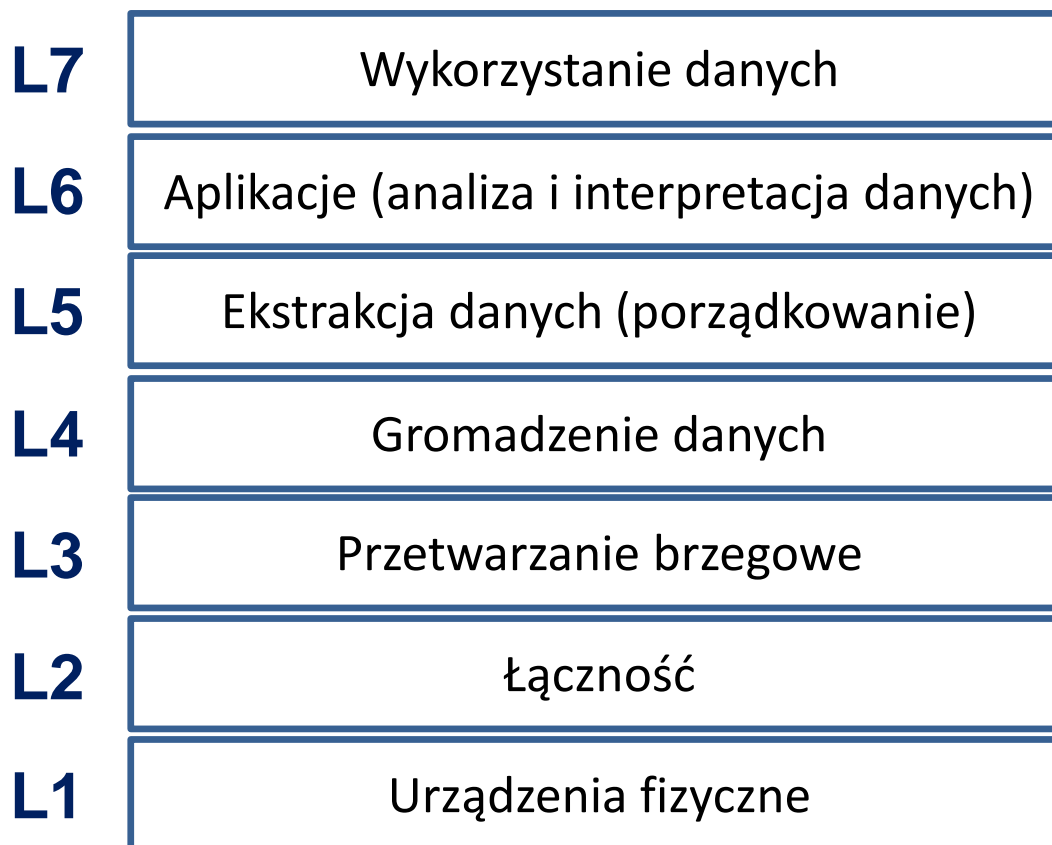 L7 Wykorzystanie danych
L6 Aplikacje (analiza i interpretacja danych)
L5 Ekstrakcja danych (porządkowanie)
L4 Gromadzenie danych
L3 Przetwarzanie brzegowe
L2 Łączność
L1 Urządzenia fizyczne